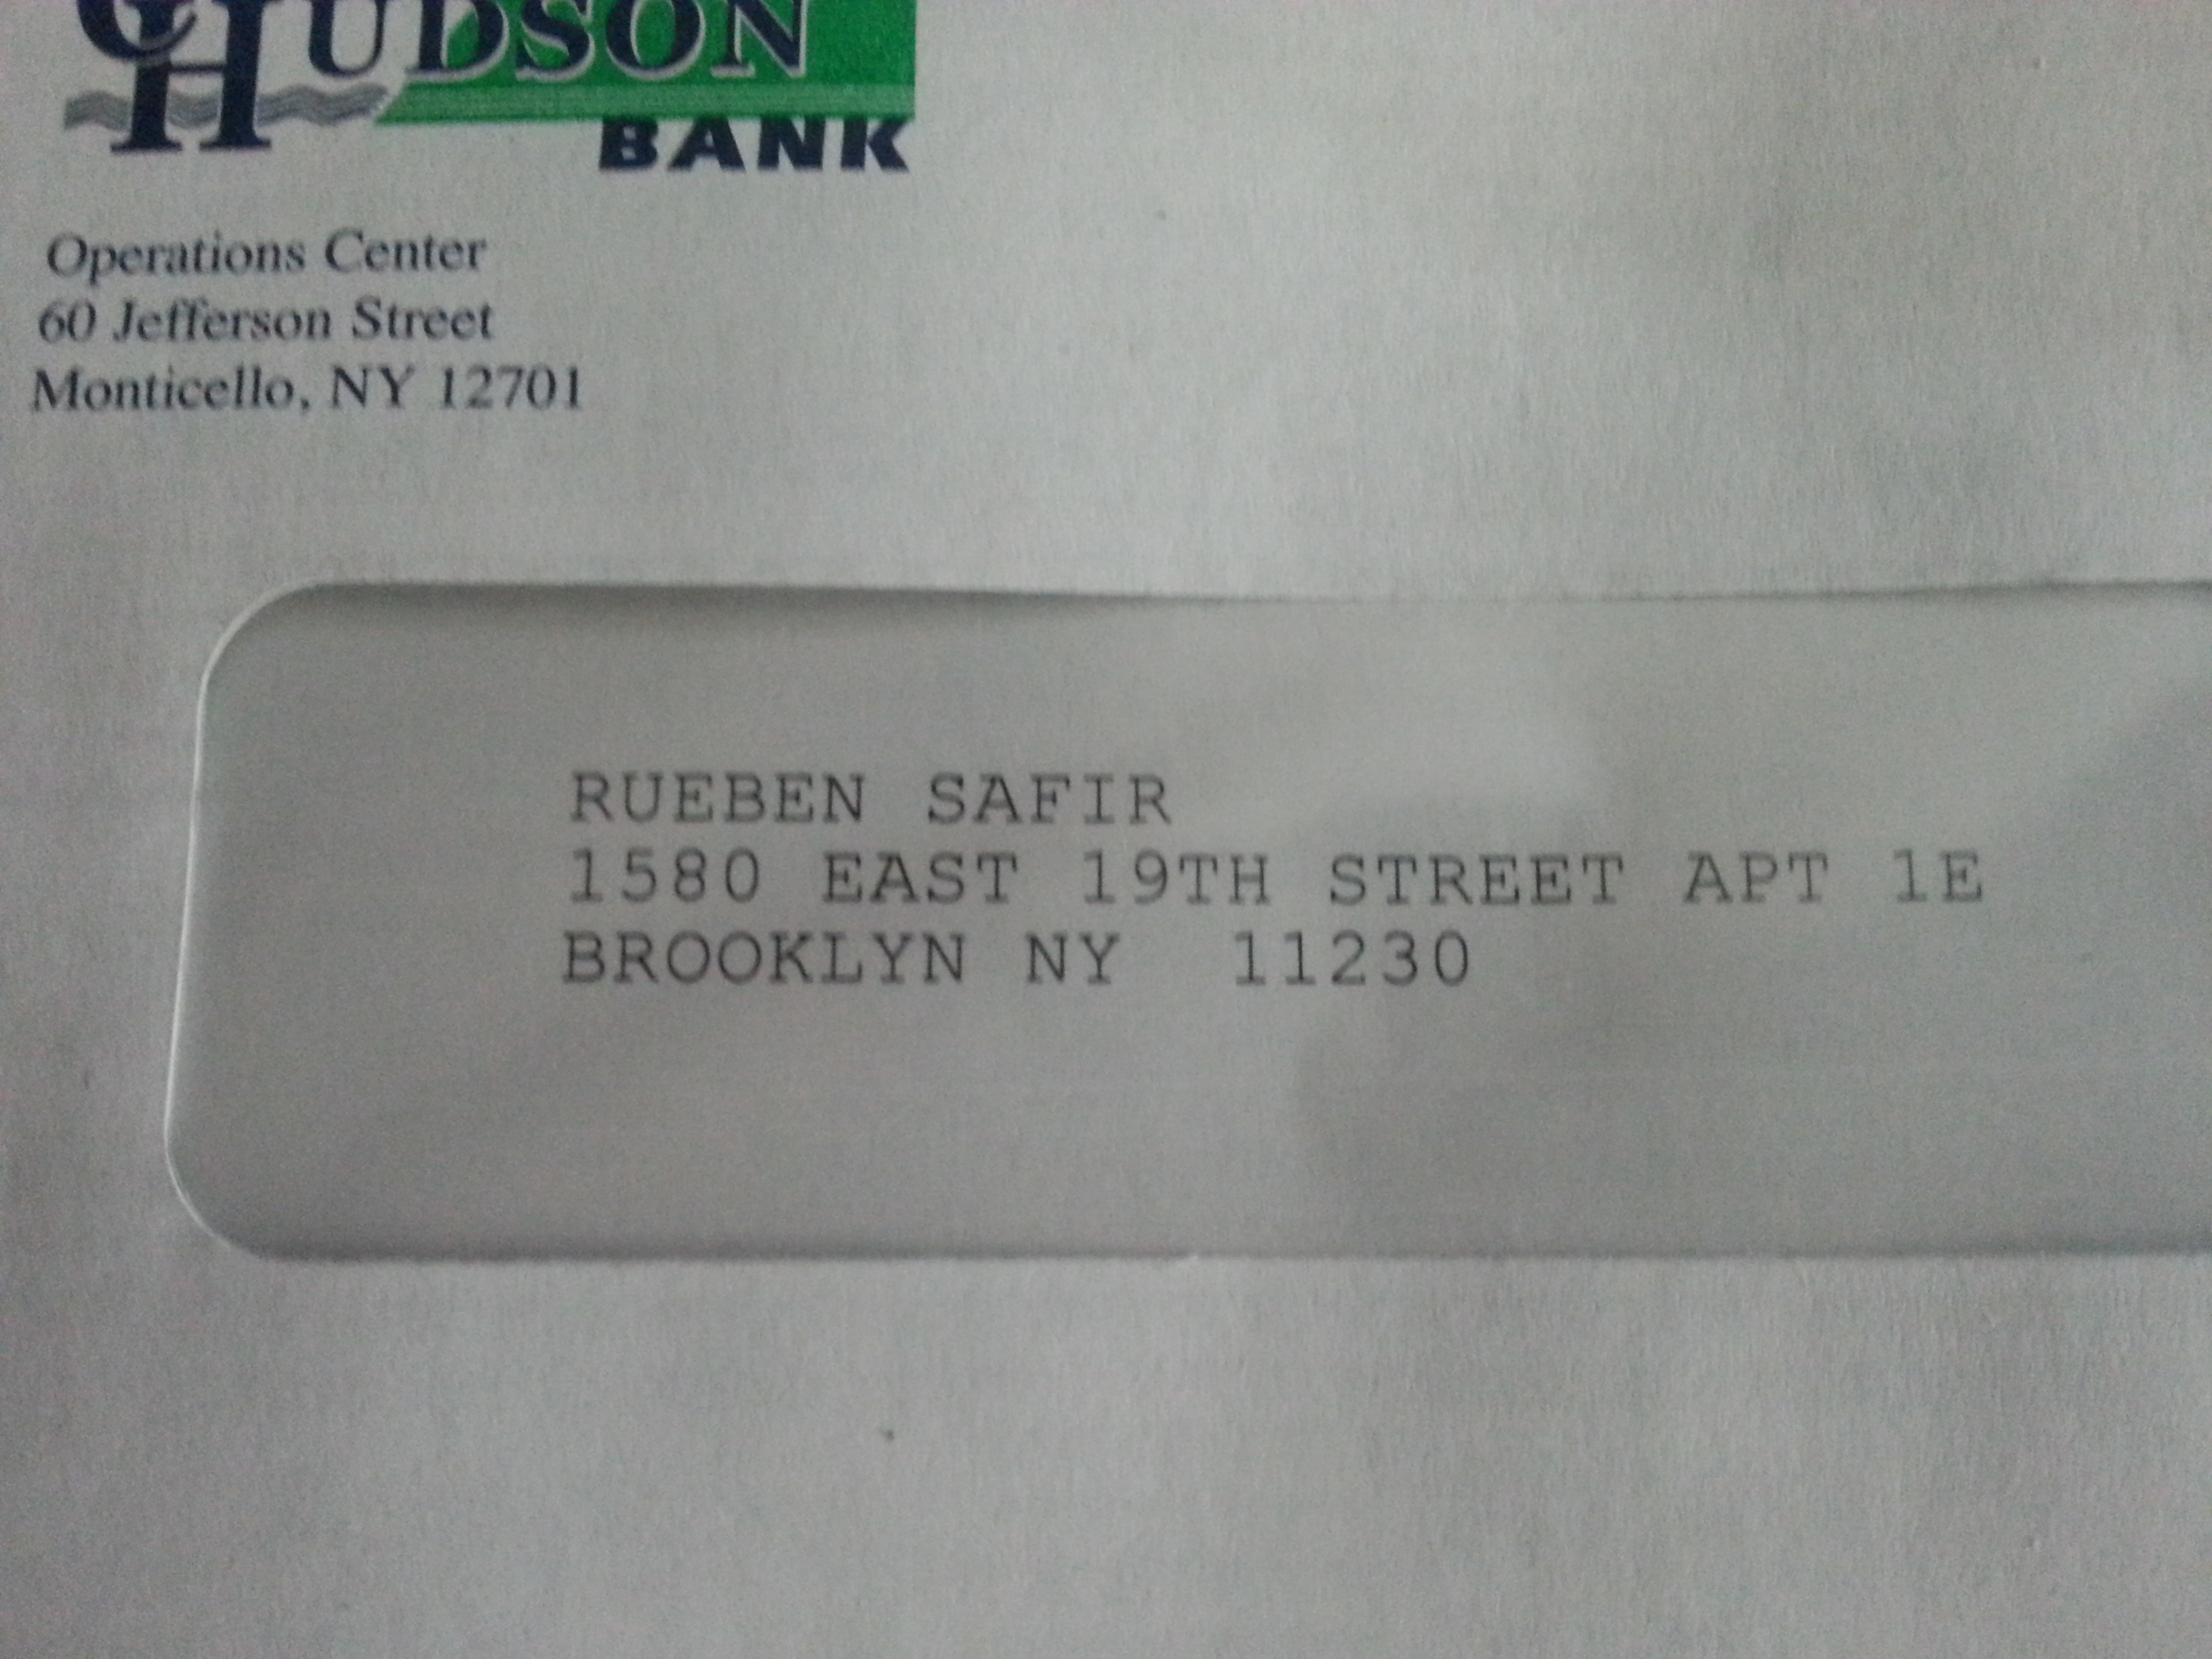 HUDSON
BANK
Operations Center
60 Jefferson Street
Monticello, NY 12701
RUEBEN SAFIR
1580 EAST 19TH STREET APT 1E
BROOKLYN NY 11230